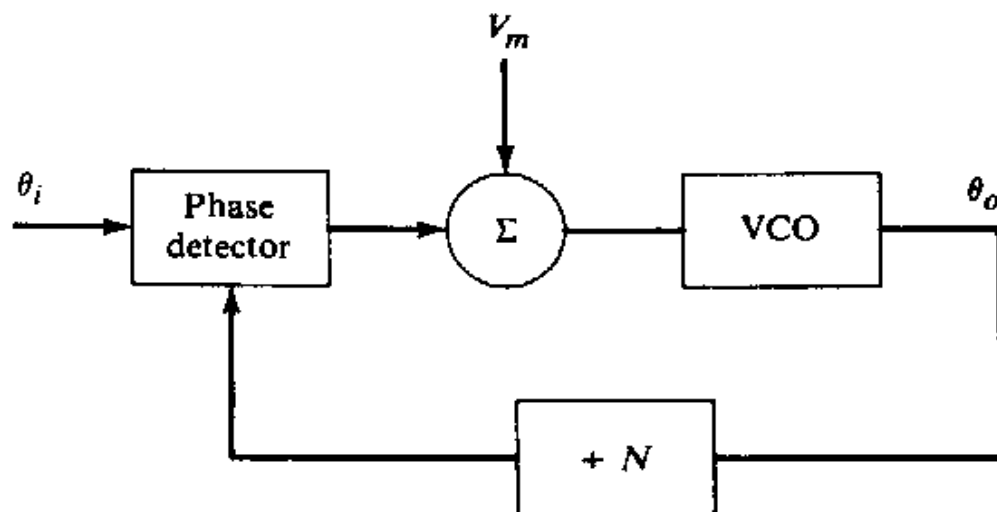 V_m
θ_i
Phase
detector
Σ
VCO
θ_o
+ N